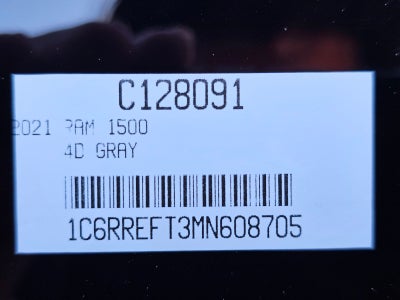 C128091
2021 RAM 1500
4D GRAY
1C6RREFT3MN608705